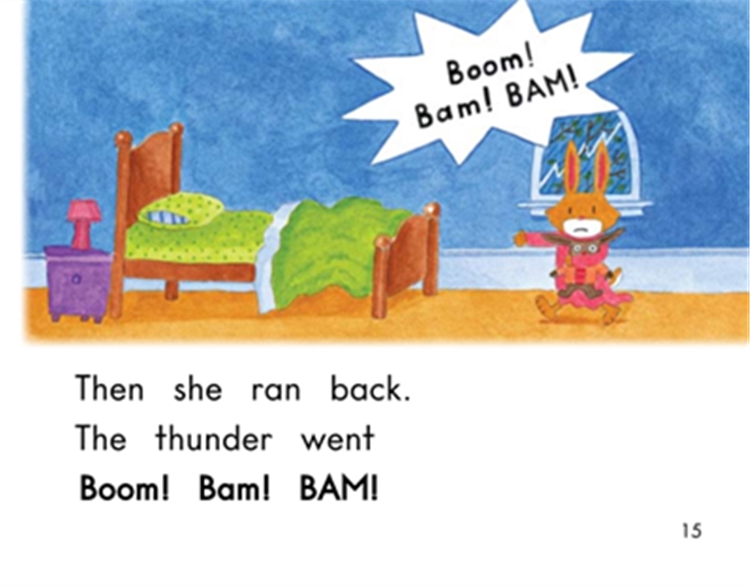 Boom!
Bam! BAM!
Then she ran back.
The thunder went
Boom! Bam! BAM!
15